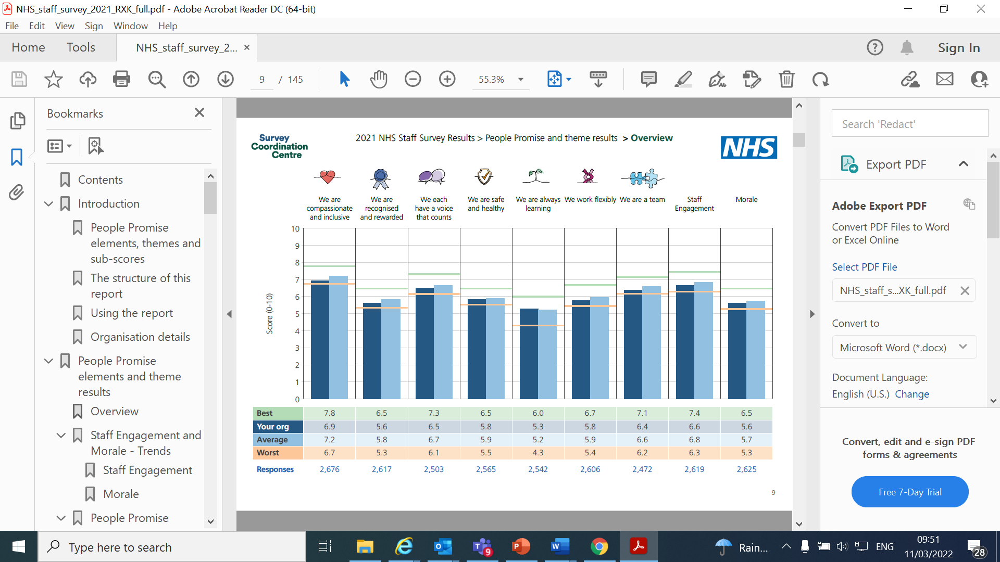 NHS_staff_survey_2021_RXK_full.pdf - Adobe Acrobat Reader DC (64-bit)
File Edit View Sign Window Help
Home Tools NHS_staff_survey_2... × Sign In
9 / 145 55.3%
Bookmarks
Contents
Introduction
People Promise
elements, themes and
sub-scores
The structure of this
report
Using the report
Organisation details
People Promise
elements and theme
results
Overview
Staff Engagement and
Morale - Trends
Staff Engagement
Morale
People Promise
Survey
Coordination
Centre
2021 NHS Staff Survey Results > People Promise and theme results > Overview
NHS
We are
compassionate
and inclusive
We are
recognised
and rewarded
We each
have a voice
that counts
We are safe
and healthy
We are always
learning
We work flexibly
We are a team
Staff
Engagement
Morale
Score (0-10)
10
9
8
7
6
5
4
3
2
1
0
Best 7.8 6.5 7.3 6.5 6.0 6.7 7.1 7.4 6.5
Your org 6.9 5.6 6.5 5.8 5.3 5.8 6.4 6.6 5.6
Average 7.2 5.8 6.7 5.9 5.2 5.9 6.6 6.8 5.7
Worst 6.7 5.3 6.1 5.5 4.3 5.4 6.2 6.3 5.3
Responses 2,676 2,617 2,503 2,565 2,542 2,606 2,472 2,619 2,625
9
Search 'Redact'
Export PDF
Adobe Export PDF
Convert PDF Files to Word
or Excel Online
Select PDF File
NHS_staff_s...XK_full.pdf
Convert to
Microsoft Word (*.docx)
Document Language:
English (U.S.) Change
Convert, edit and e-sign PDF
forms & agreements
Free 7-Day Trial
Type here to search
9
Rain...
ENG
09:51
11/03/2022
28